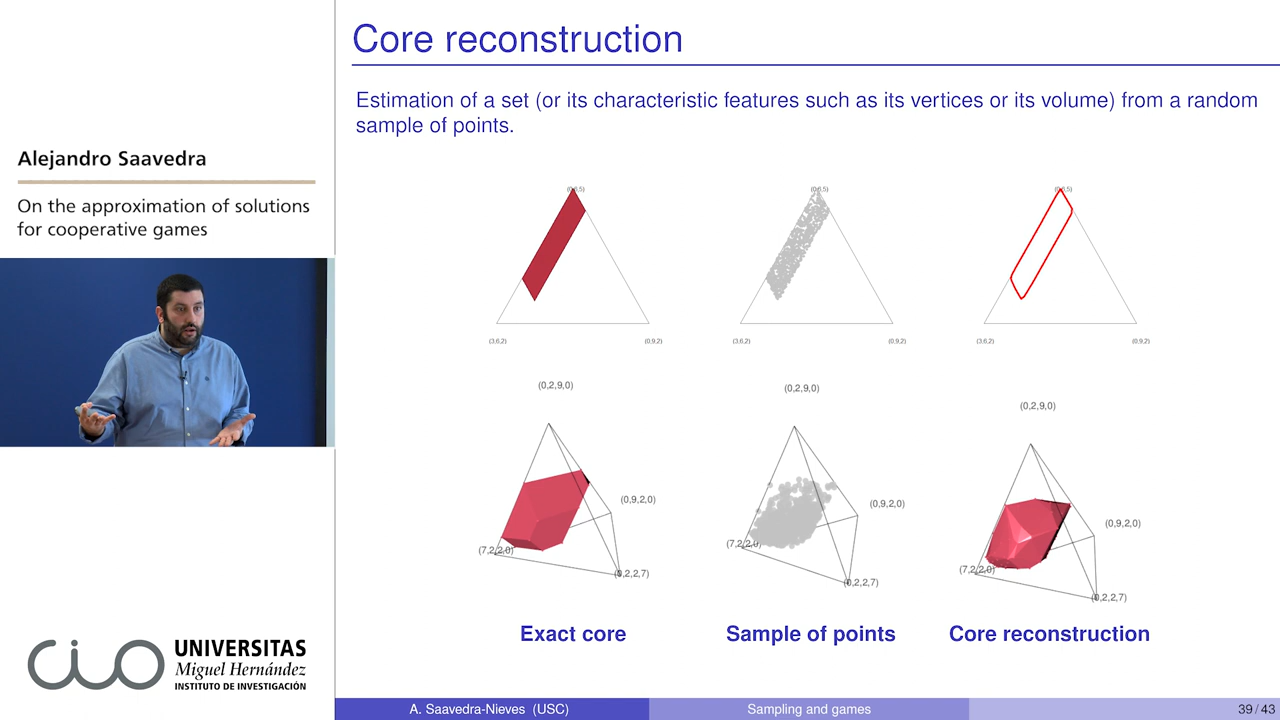 Core reconstruction
Estimation of a set (or its characteristic features such as its vertices or its volume) from a random
sample of points.
Alejandro Saavedra
On the approximation of solutions
for cooperative games
(3,6,2)
(0,9,2)
(3,6,2)
(0,9,2)
(3,6,2)
(0,9,2)
(0,2,9,0)
(0,9,2,0)
(7,2,2,0)
(0,2,2,7)
(0,2,9,0)
(0,9,2,0)
(7,2,2,0)
(0,2,2,7)
(0,2,9,0)
(0,9,2,0)
(7,2,2,0)
(0,2,2,7)
Exact core
Sample of points
Core reconstruction
CIO
UNIVERSITAS
Miguel Hernández
INSTITUTO DE INVESTIGACIÓN
A. Saavedra-Nieves (USC)
Sampling and games
39 / 43